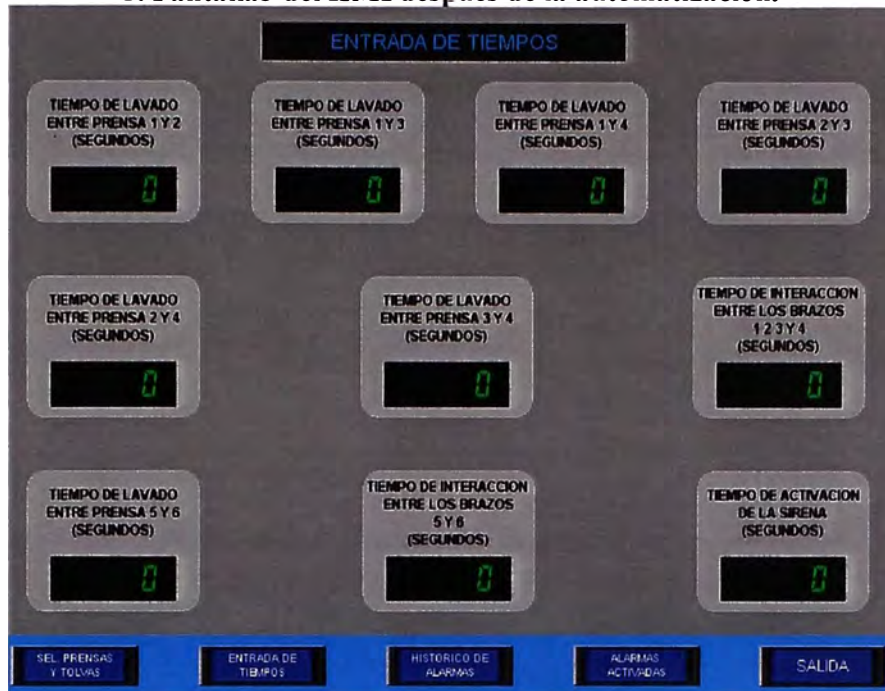 ENTRADA DE TIEMPOS
TIEMPO DE LAVADO
ENTRE PRENSA 1 Y 2
(SEGUNDOS)
0
TIEMPO DE LAVADO
ENTRE PRENSA 1 Y 3
(SEGUNDOS)
0
TIEMPO DE LAVADO
ENTRE PRENSA 1 Y 4
(SEGUNDOS)
0
TIEMPO DE LAVADO
ENTRE PRENSA 2 Y 3
(SEGUNDOS)
0
TIEMPO DE LAVADO
ENTRE PRENSA 2 Y 4
(SEGUNDOS)
0
TIEMPO DE LAVADO
ENTRE PRENSA 3 Y 4
(SEGUNDOS)
0
TIEMPO DE INTERACCION
ENTRE LOS BRAZOS
1 2 3 Y 4
(SEGUNDOS)
0
TIEMPO DE LAVADO
ENTRE PRENSA 5 Y 6
(SEGUNDOS)
0
TIEMPO DE INTERACCION
ENTRE LOS BRAZOS
5 Y 6
(SEGUNDOS)
0
TIEMPO DE ACTIVACION
DE LA SIRENA
(SEGUNDOS)
0
SEL. PRENSAS
Y TOLVAS
ENTRADA DE
TIEMPOS
HISTORICO DE
ALARMAS
ALARMAS
ACTIVADAS
SALIDA